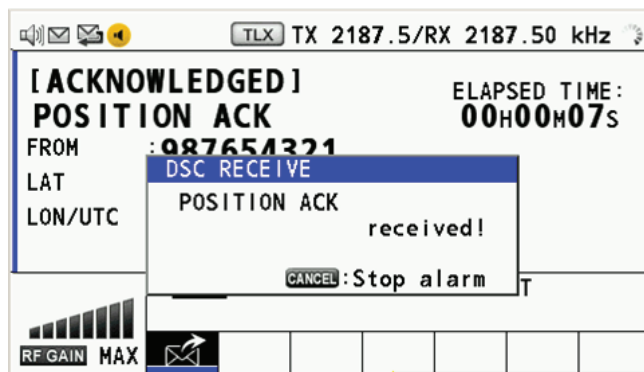 TLX TX 2187.5/RX 2187.50 kHz
[ACKNOWLEDGED]
POSITION ACK
ELAPSED TIME:
00H00M07S
FROM :987654321
LAT
LON/UTC
DSC RECEIVE
POSITION ACK
received!
CANCEL:Stop alarm
T
RF GAIN MAX